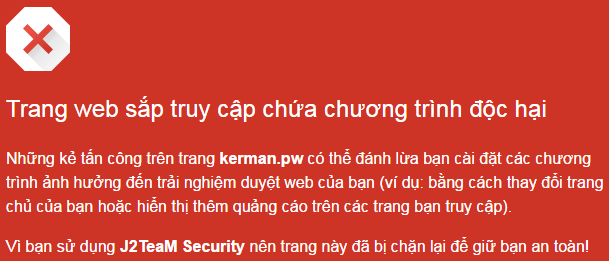 Trang web sắp truy cập chứa chương trình độc hại
Những kẻ tấn công trên trang kerman.pw có thể đánh lừa bạn cài đặt các chương
trình ảnh hưởng đến trải nghiệm duyệt web của bạn (ví dụ: bằng cách thay đổi trang
chủ của bạn hoặc hiển thị thêm quảng cáo trên các trang bạn truy cập).
Vì bạn sử dụng J2TeaM Security nên trang này đã bị chặn lại để giữ bạn an toàn!